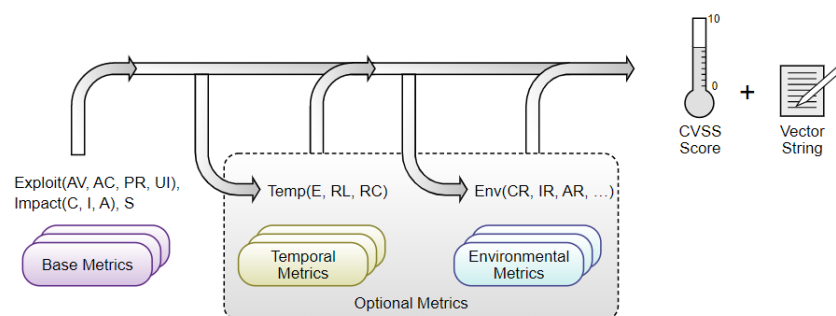 10
0
CVSS
Score
+
Vector
String
Exploit(AV, AC, PR, UI),
Impact(C, I, A), S
Temp(E, RL, RC)
Env(CR, IR, AR, …)
Base Metrics
Temporal
Metrics
Environmental
Metrics
Optional Metrics